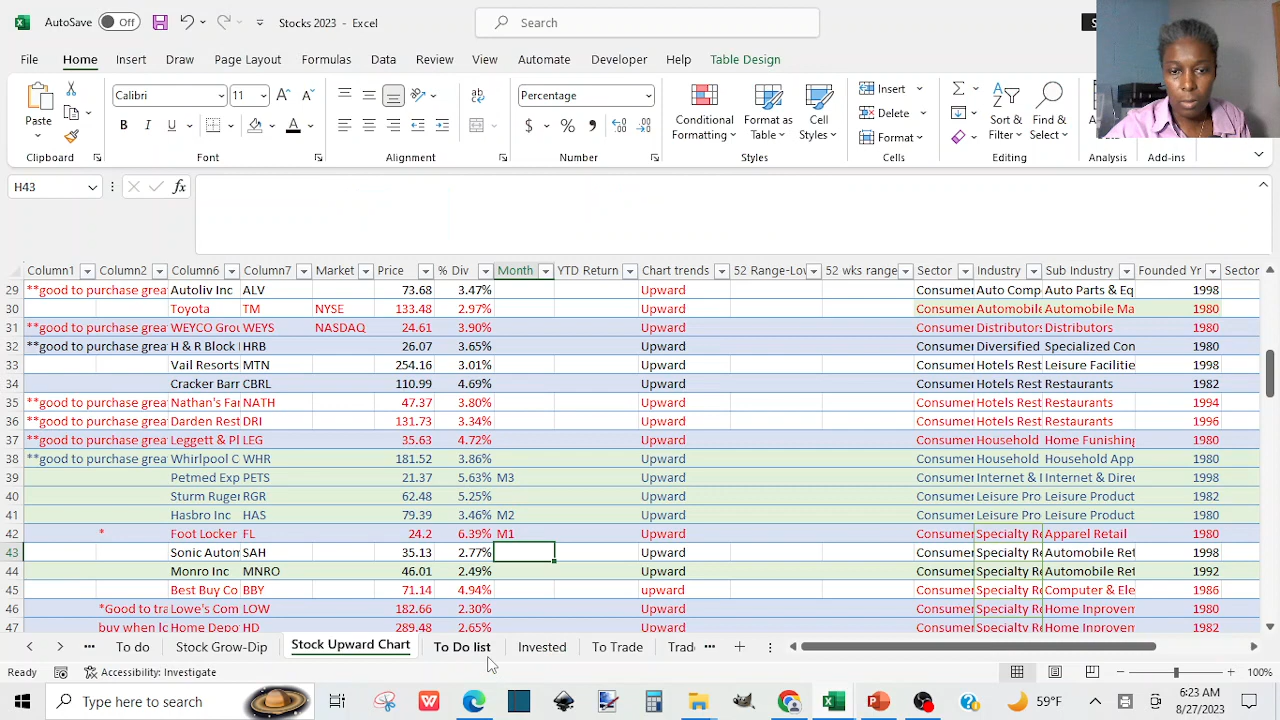 AutoSave Off Stocks 2023 - Excel Search
File Home Insert Draw Page Layout Formulas Data Review View Automate Developer Help Table Design
Paste Calibri 11 Percentage Conditional Formatting Format as Table Cell Styles Insert Delete Format Sort & Filter Find & Select Analysis Add-ins
Clipboard Font Alignment Number Styles Cells Editing Analysis Add-ins
H43
Column1 Column2 Column6 Column7 Market Price % Div Month YTD Return Chart trends 52 Range-Low 52 wks range Sector Industry Sub Industry Founded Yr Sector
29 **good to purchase grea Autoliv Inc ALV 73.68 3.47% Upward Consumer Auto Comp Auto Parts & Eq 1998
30 Toyota TM NYSE 133.48 2.97% Upward Consumer Automobile Automobile Ma 1980
31 **good to purchase grea WEYCO Grou WEYS NASDAQ 24.61 3.90% Upward Consumer Distributors Distributors 1980
32 **good to purchase grea H & R Block HRB 26.07 3.65% Upward Consumer Diversified Specialized Con 1980
33 Vail Resorts MTN 254.16 3.01% Upward Consumer Hotels Rest Leisure Facilitie 1998
34 Cracker Barr CBRL 110.99 4.69% Upward Consumer Hotels Rest Restaurants 1982
35 **good to purchase grea Nathan's Fan NATH 47.37 3.80% Upward Consumer Hotels Rest Restaurants 1994
36 **good to purchase grea Darden Rest DRI 131.73 3.34% Upward Consumer Hotels Rest Restaurants 1996
37 **good to purchase grea Leggett & Pl LEG 35.63 4.72% Upward Consumer Household Home Furnishing 1980
38 **good to purchase grea Whirlpool C WHR 181.52 3.86% Upward Consumer Household Household App 1980
39 Petmed Exp PETS 21.37 5.63% M3 Upward Consumer Internet & I Internet & Direc 1998
40 Sturm Ruger RGR 62.48 5.25% Upward Consumer Leisure Pro Leisure Product 1982
41 Hasbro Inc HAS 79.39 3.46% M2 Upward Consumer Leisure Pro Leisure Product 1980
42 * Foot Locker FL 24.2 6.39% M1 Upward Consumer Specialty Re Apparel Retail 1980
43 Sonic Autom SAH 35.13 2.77% Upward Consumer Specialty Re Automobile Ret 1998
44 Monro Inc MNRO 46.01 2.49% Upward Consumer Specialty Re Automobile Ret 1992
45 Best Buy Co BBY 71.14 4.94% upward Consumer Specialty Re Computer & Ele 1986
46 *Good to tra Lowe's Com LOW 182.66 2.30% Upward Consumer Specialty Re Home Inprovem 1980
47 buy when lo Home Depo HD 289.48 2.65% Upward Consumer Specialty Re Home Improvem 1982
To do Stock Grow-Dip Stock Upward Chart To Do list Invested To Trade Trad
Ready Accessibility: Investigate 100%
Type here to search 59°F 6:23 AM
8/27/2023